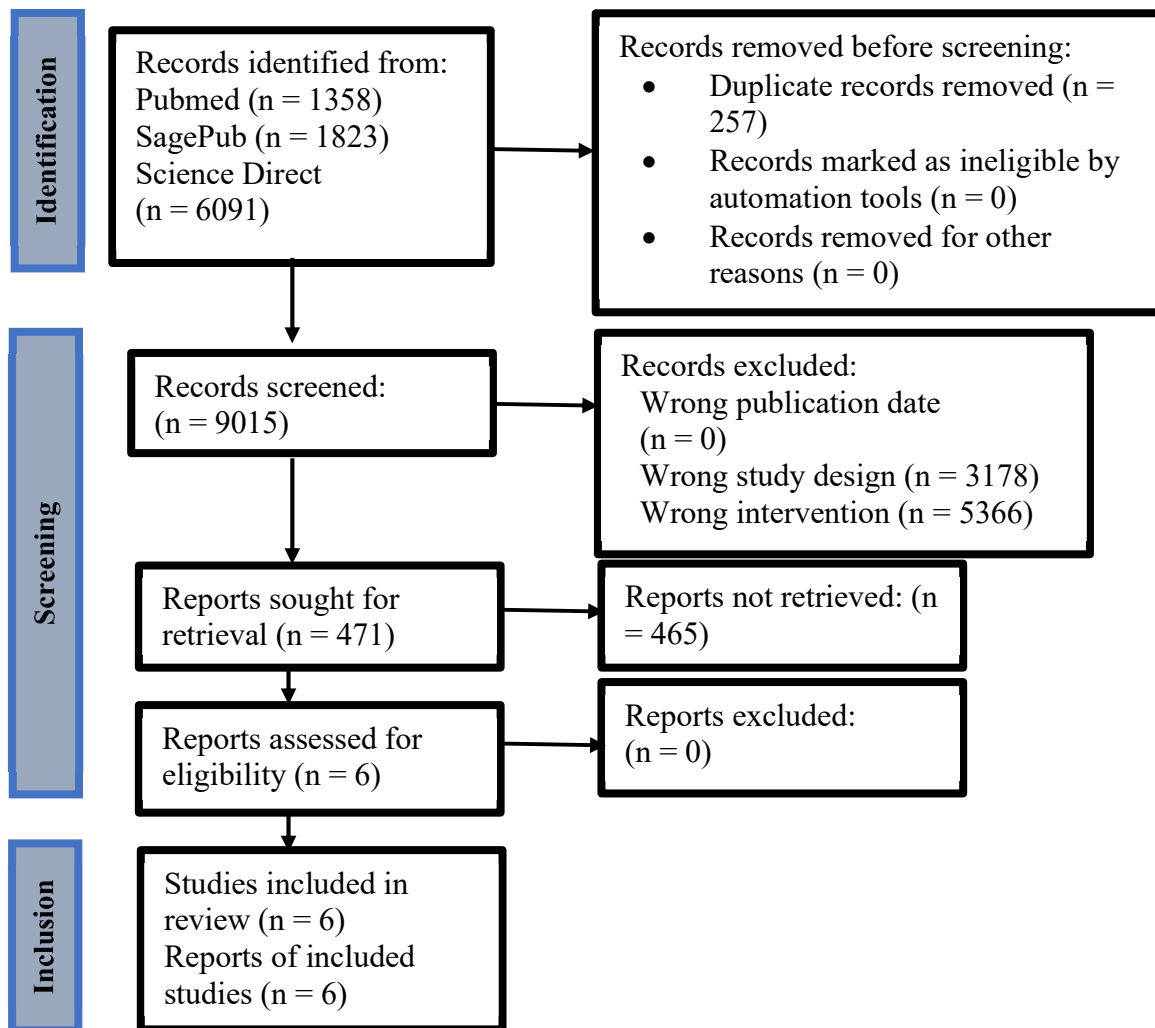 Identification
Records identified from:
Pubmed (n = 1358)
SagePub (n = 1823)
Science Direct
(n = 6091)
Records removed before screening:
• Duplicate records removed (n =
257)
• Records marked as ineligible by
automation tools (n = 0)
• Records removed for other
reasons (n = 0)
Screening
Records screened:
(n = 9015)
Records excluded:
Wrong publication date
(n = 0)
Wrong study design (n = 3178)
Wrong intervention (n = 5366)
Reports sought for
retrieval (n = 471)
Reports not retrieved: (n
= 465)
Reports assessed for
eligibility (n = 6)
Reports excluded:
(n = 0)
Inclusion
Studies included in
review (n = 6)
Reports of included
studies (n = 6)